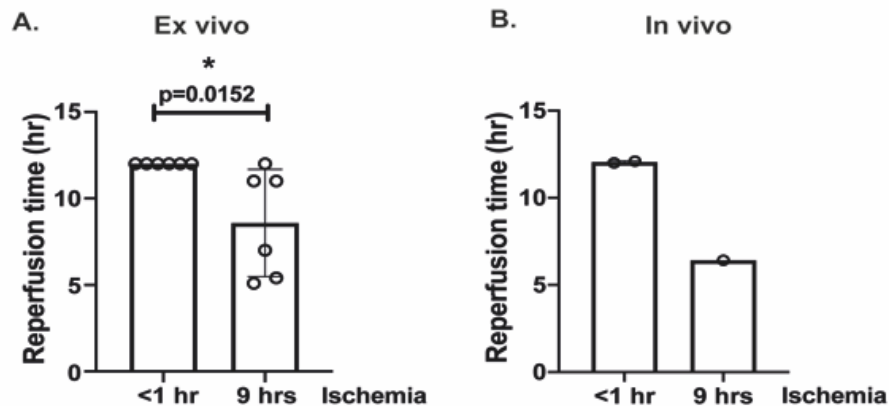 A.
Ex vivo
*
p=0.0152
15
10
5
0
Reperfusion time (hr)
<1 hr 9 hrs Ischemia
B.
In vivo
15
10
5
0
Reperfusion time (hr)
<1 hr 9 hrs Ischemia